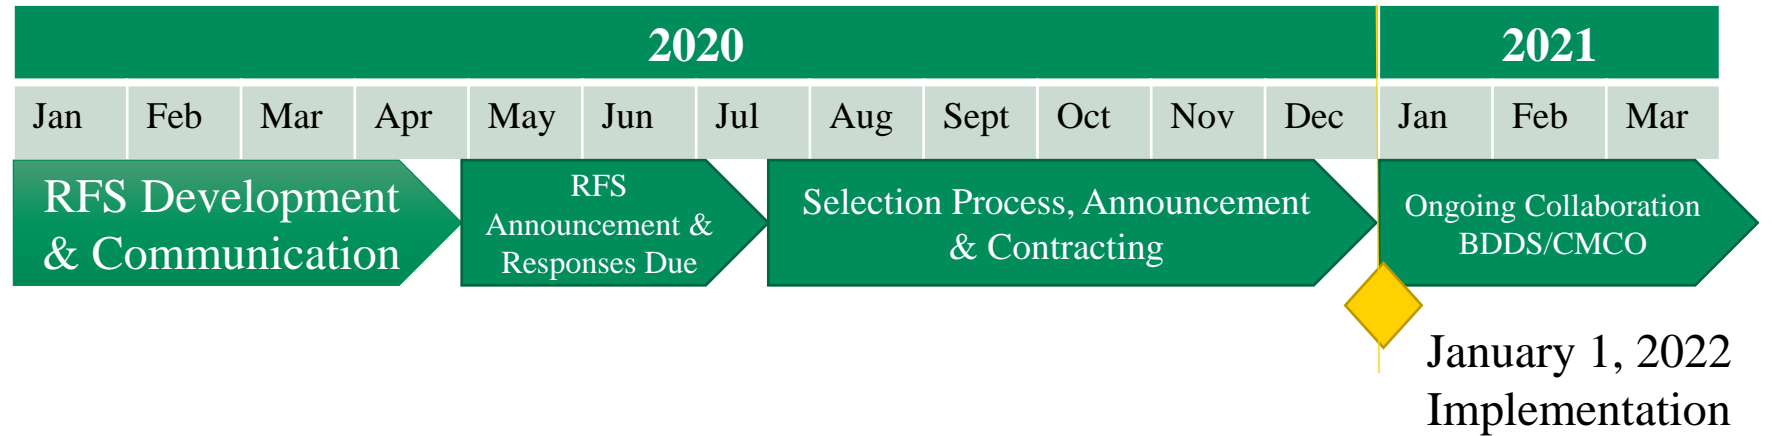 2020 2021
Jan Feb Mar Apr May Jun Jul Aug Sept Oct Nov Dec Jan Feb Mar
RFS Development
& Communication
RFS
Announcement &
Responses Due
Selection Process, Announcement
& Contracting
Ongoing Collaboration
BDDS/CMCO
January 1, 2022
Implementation